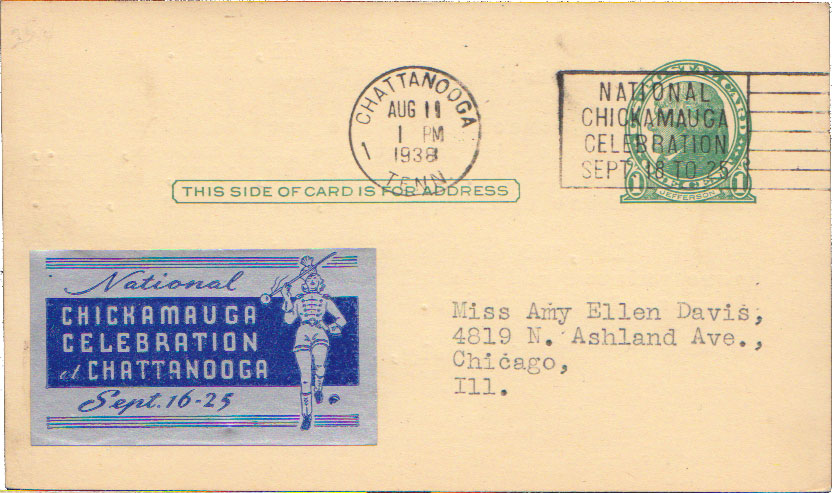 CHATTANOOGA
AUG 11
1 PM
1938
TENN.
1
NATIONAL
CHICKAMAUGA
CELEBRATION
SEPT. 16 TO 25
1 JEFFERSON 1
THIS SIDE OF CARD IS FOR ADDRESS
National
CHICKAMAUGA
CELEBRATION
at CHATTANOOGA
Sept. 16-25
Miss Amy Ellen Davis,
4819 N. Ashland Ave.,
Chicago,
Ill.